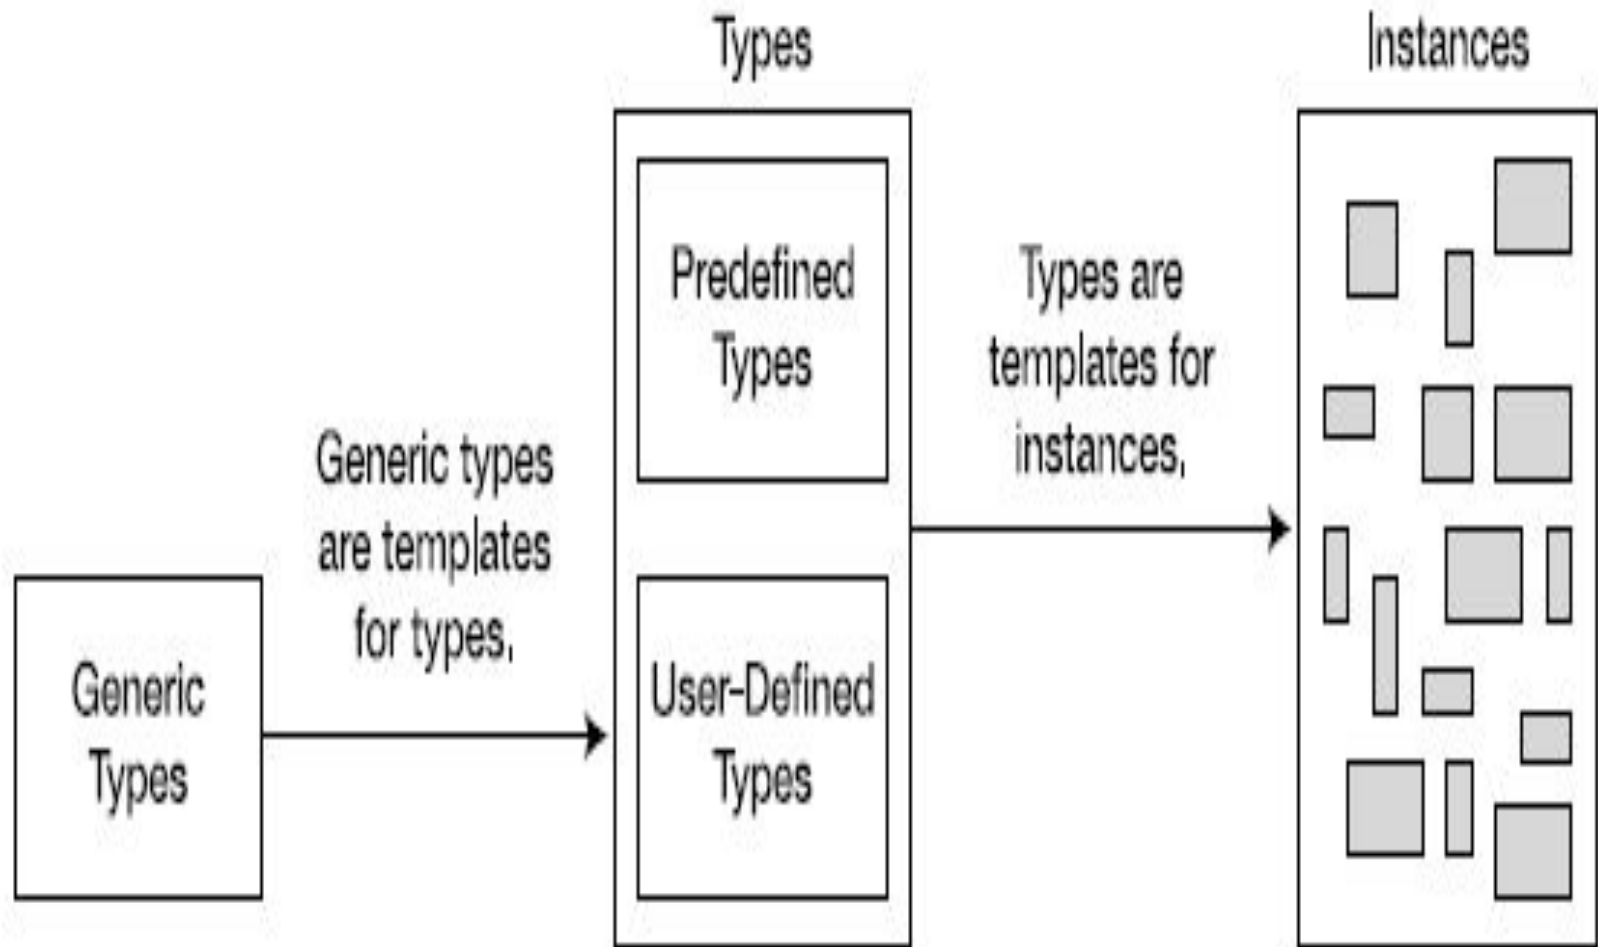 Types
Instances
Predefined
Types
Types are
templates for
instances.
Generic types
are templates
for types.
Generic
Types
User-Defined
Types